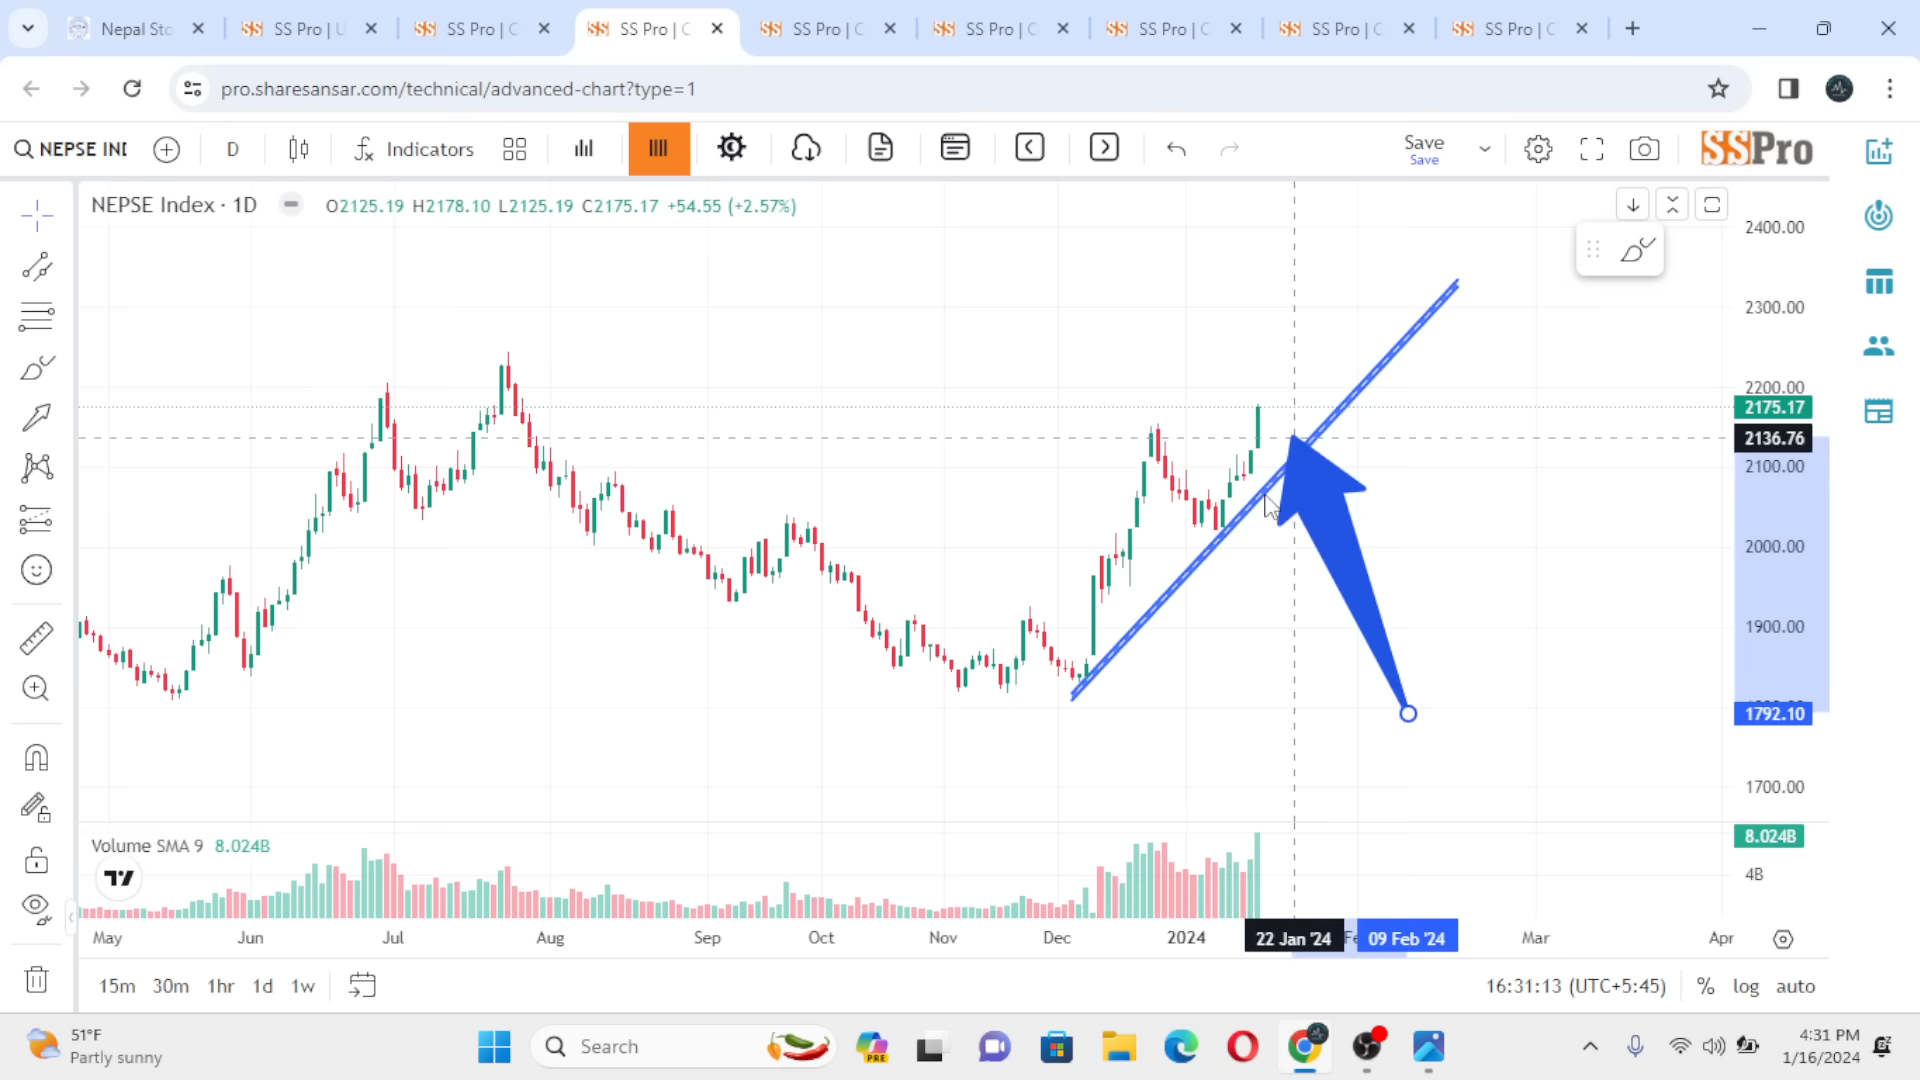 Nepal Sto
SS Pro | U
SS Pro | C
SS Pro | C
SS Pro | C
SS Pro | C
SS Pro | C
SS Pro | C
SS Pro | C
pro.sharesansar.com/technical/advanced-chart?type=1
NEPSE INI
D
Indicators
Save
Save
SSPro
NEPSE Index · 1D
O2125.19 H2178.10 L2125.19 C2175.17 +54.55 (+2.57%)
2400.00
2300.00
2200.00
2175.17
2136.76
2100.00
2000.00
1900.00
1792.10
1700.00
Volume SMA 9 8.024B
8.024B
4B
May
Jun
Jul
Aug
Sep
Oct
Nov
Dec
2024
22 Jan '24
Fe
09 Feb '24
Mar
Apr
15m 30m 1hr 1d 1w
16:31:13 (UTC+5:45)
% log auto
51°F
Partly sunny
Search
PRE
4:31 PM
1/16/2024